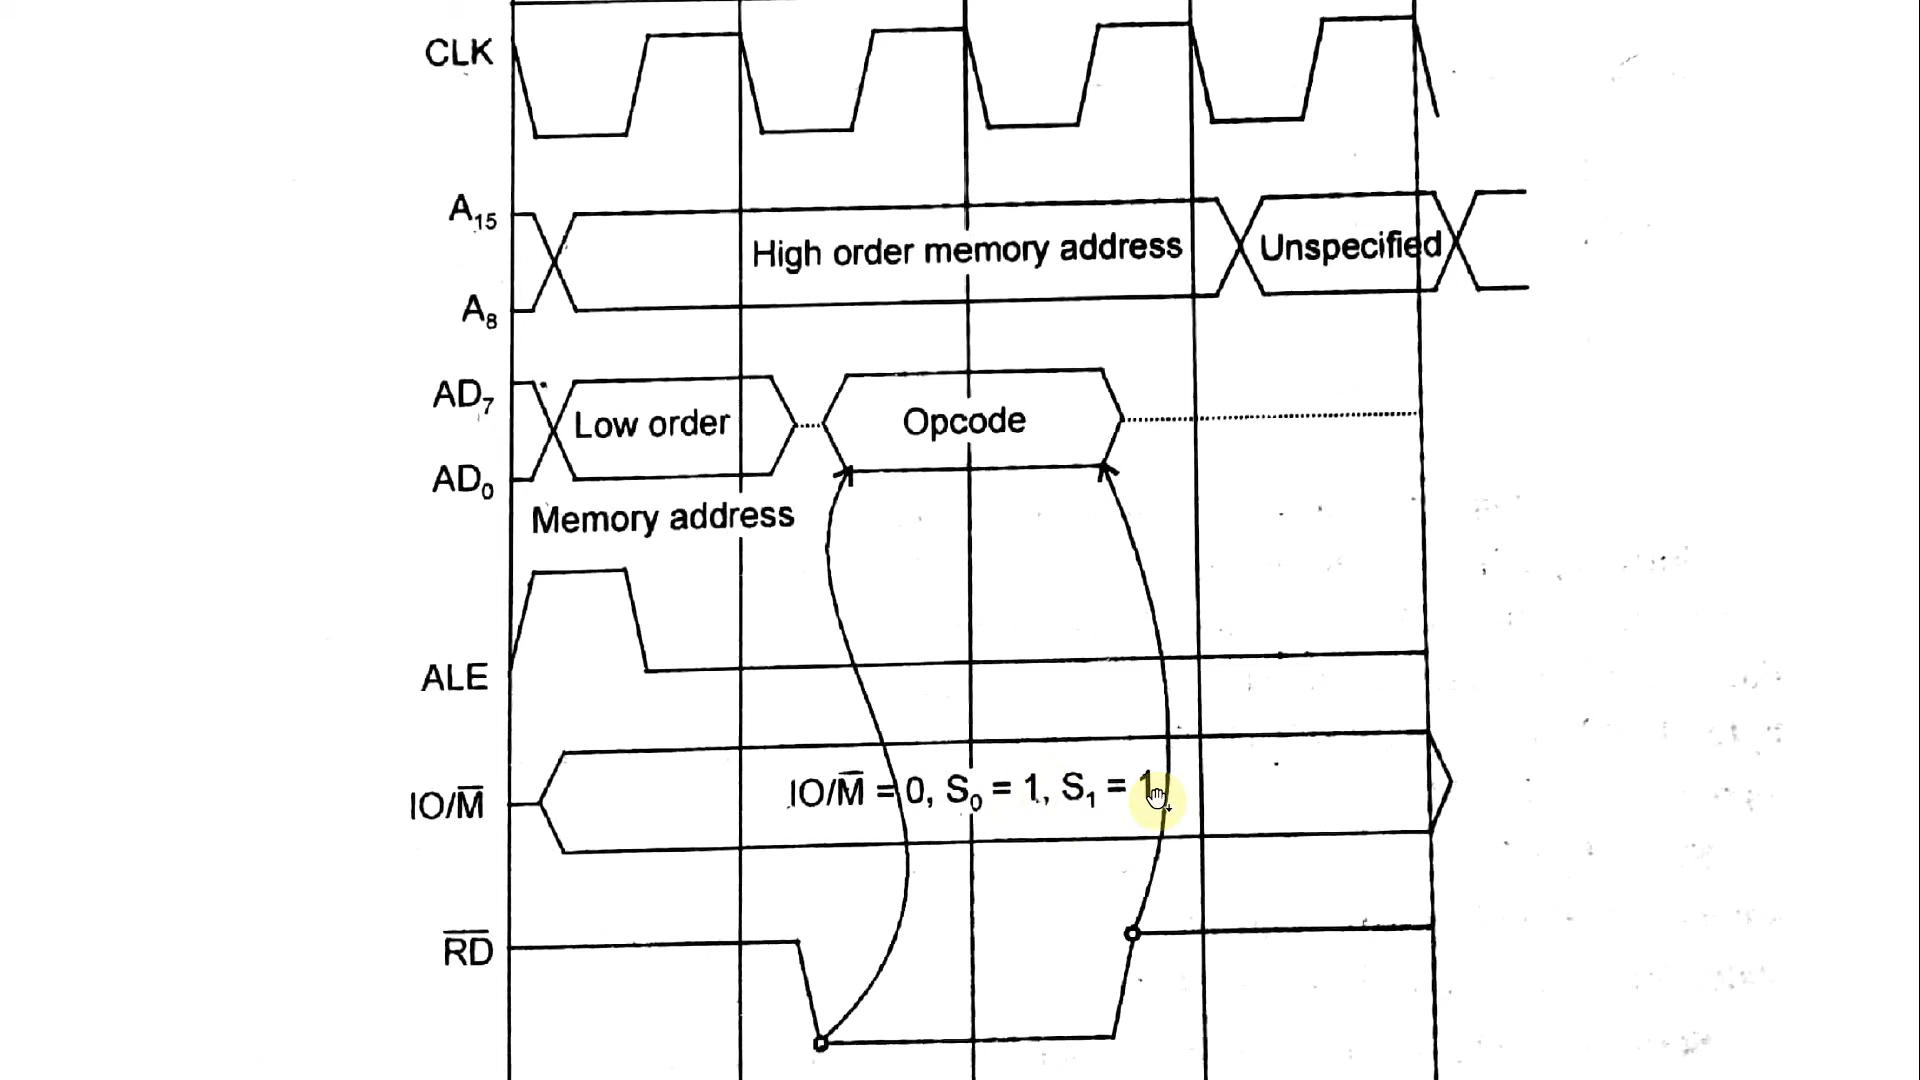 CLK
A15
High order memory address
Unspecified
A8
AD7
Low order
Opcode
AD0
Memory address
ALE
IO/M̅
IO/M̅ = 0, S0 = 1, S1 = 1
R̅D̅